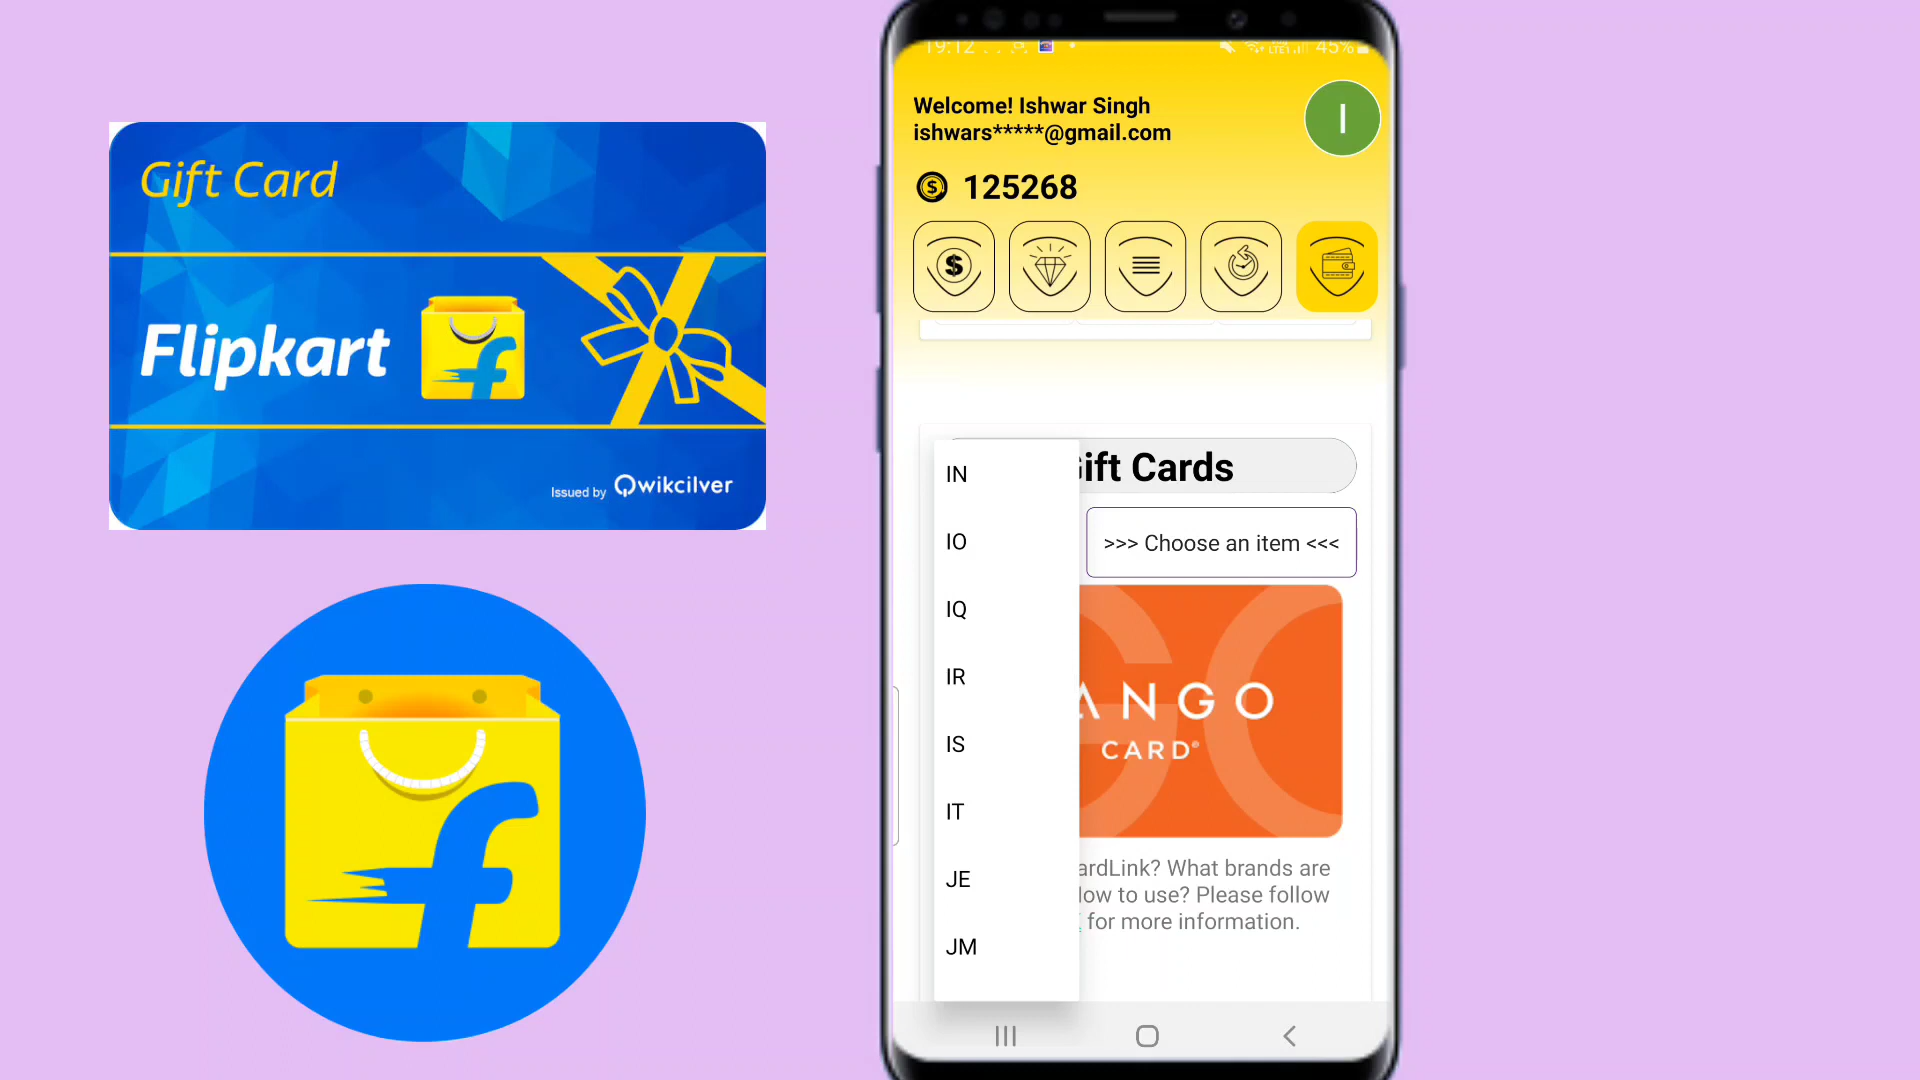 Gift Card
Flipkart
Issued by Qwikcilver
19:12
45%
Welcome! Ishwar Singh
ishwars*****@gmail.com
I
125268
ift Cards
IN
IO
IQ
IR
IS
IT
JE
JM
>>> Choose an item <<<
ANGO
CARD®
ardLink? What brands are
low to use? Please follow
for more information.